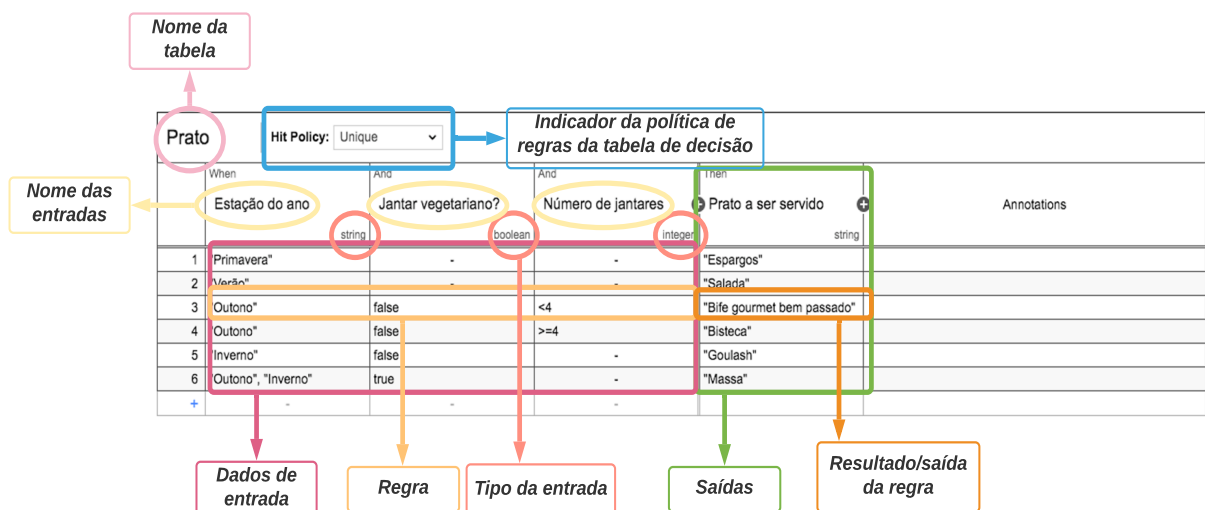 Nome da
tabela
Prato
Hit Policy: Unique
Indicador da política de
regras da tabela de decisão
Nome das
entradas
When And And Then
Estação do ano Jantar vegetariano? Número de jantares Prato a ser servido Annotations
string boolean integer string
1 "Primavera" - - "Espargos"
2 "Verão" - - "Salada"
3 "Outono" false <4 "Bife gourmet bem passado"
4 "Outono" false >=4 "Bisteca"
5 "Inverno" false - "Goulash"
6 "Outono", "Inverno" true - "Massa"
+ - - -
Dados de
entrada
Regra
Tipo da entrada
Saídas
Resultado/saída
da regra